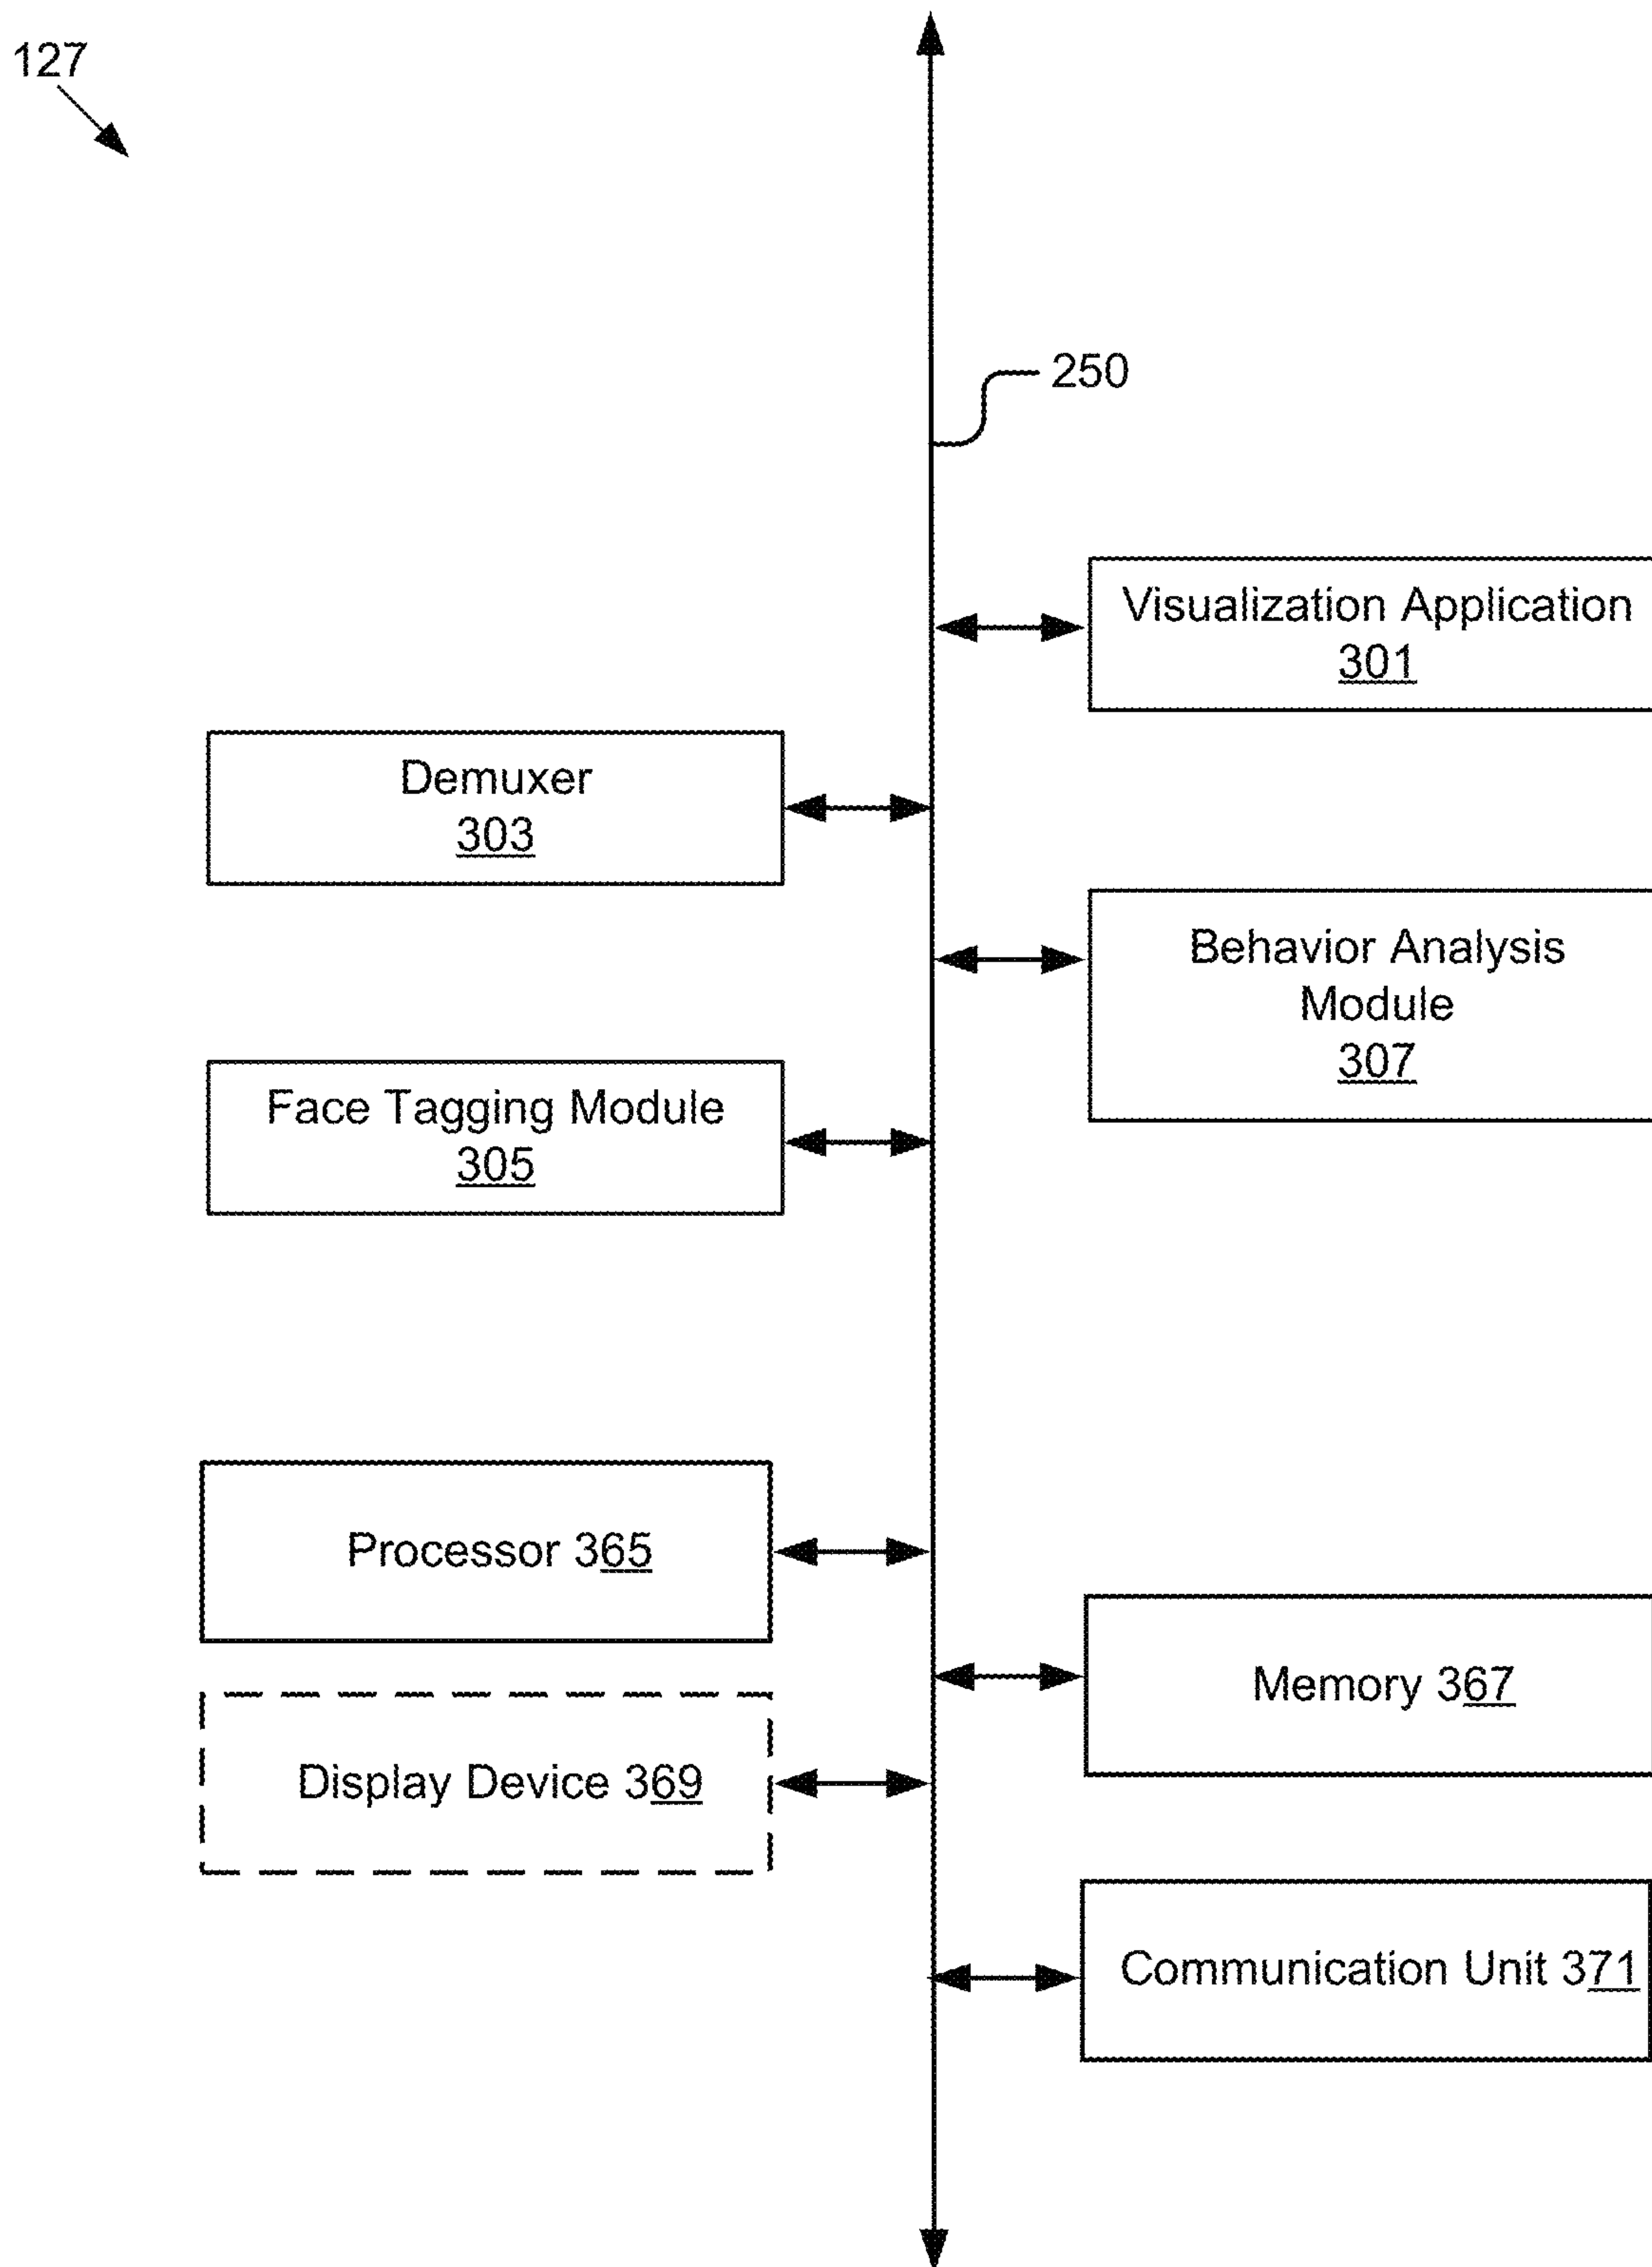 127
250
Visualization Application
301
Demuxer
303
Behavior Analysis
Module
307
Face Tagging Module
305
Processor 365
Memory 367
Display Device 369
Communication Unit 371